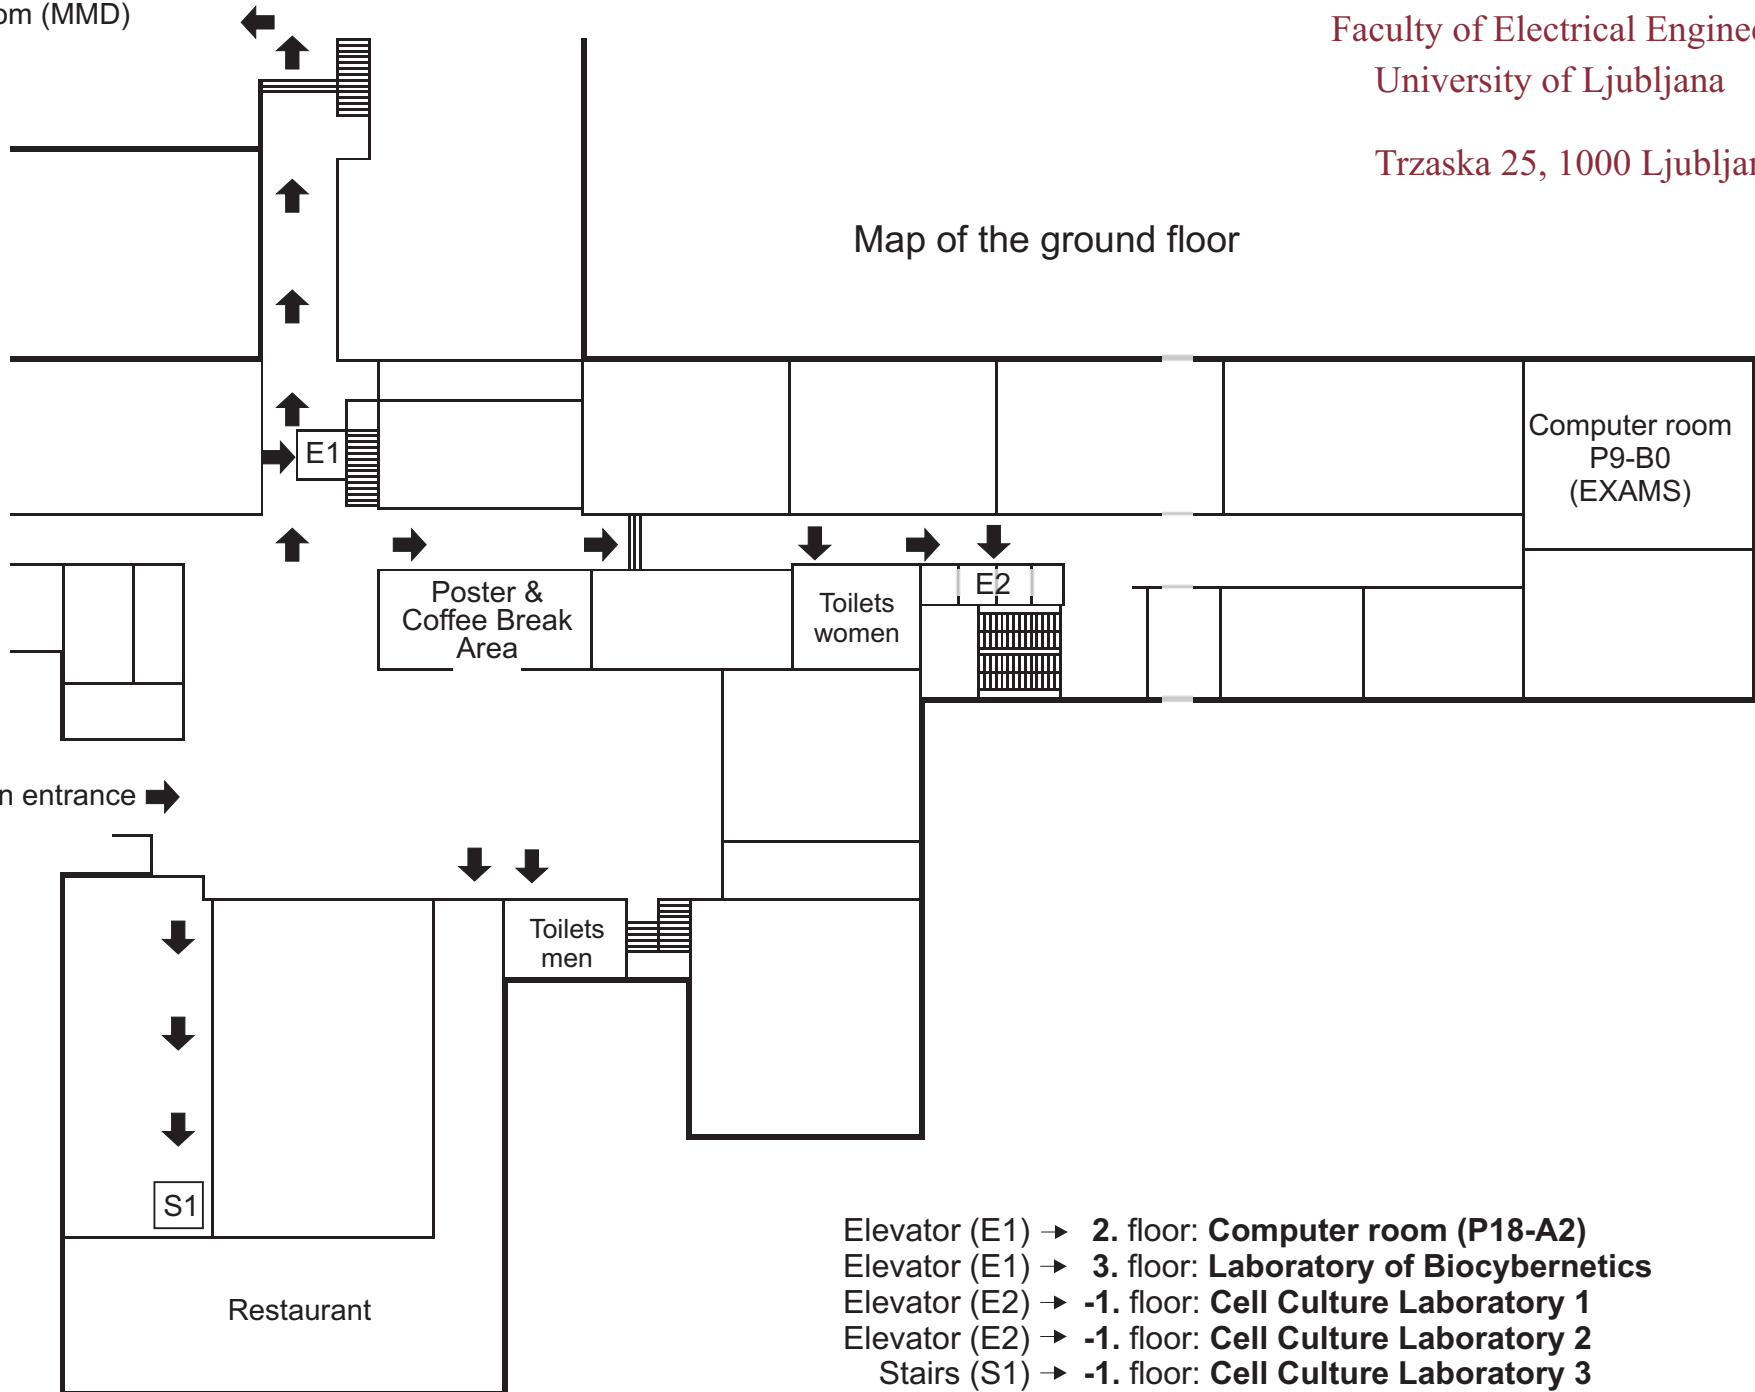 (MMD)
Faculty of Electrical
University of Ljubljana
Trzaska 25, 1000
Map of the ground floor
Computer room
P9-B0
(EXAMS)
E1
Poster &
Coffee Break
Area
Toilets
women
E2
entrance
Toilets
men
S1
Restaurant
Elevator (E1) → 2. floor: Computer room (P18-A2)
Elevator (E1) → 3. floor: Laboratory of Biocybernetics
Elevator (E2) → -1. floor: Cell Culture Laboratory 1
Elevator (E2) → -1. floor: Cell Culture Laboratory 2
Stairs (S1) → -1. floor: Cell Culture Laboratory 3